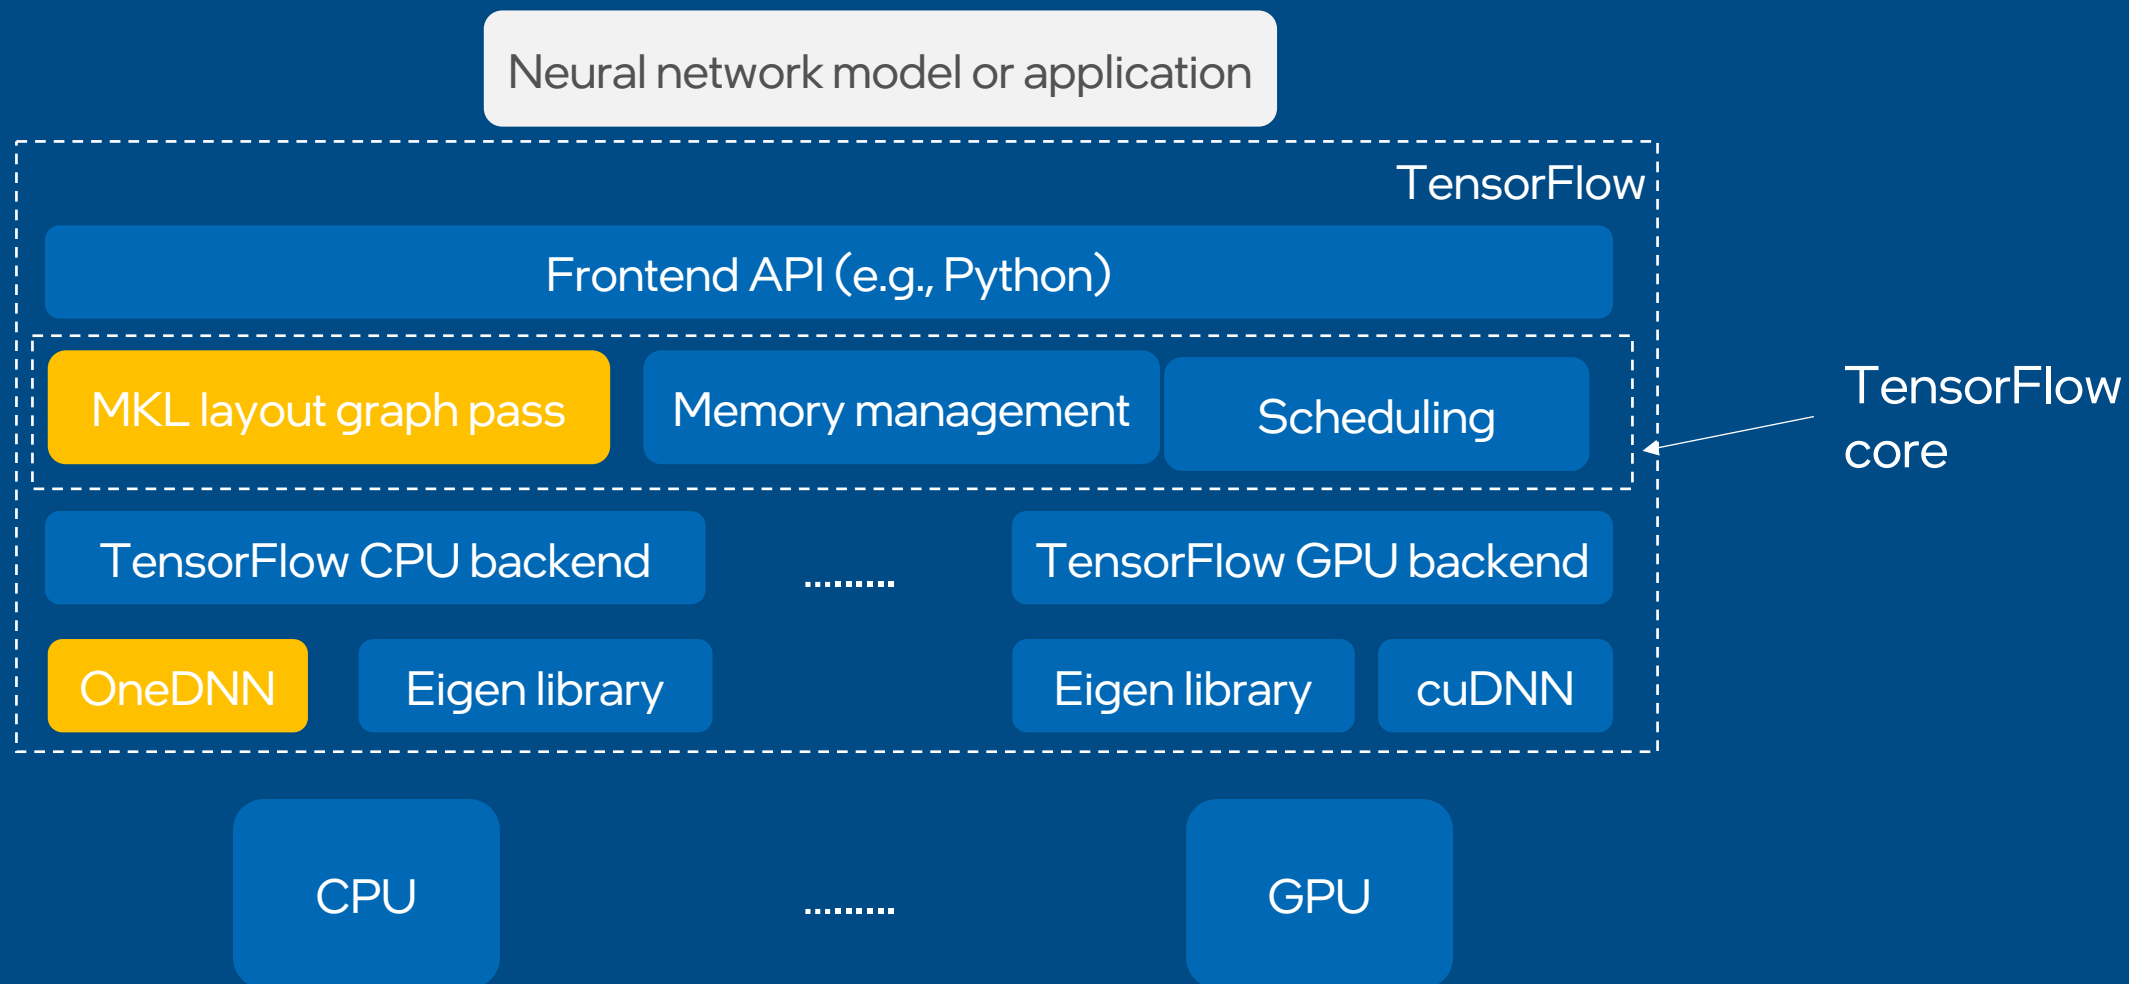 Neural network model or application
TensorFlow
Frontend API (e.g., Python)
MKL layout graph pass
Memory management
Scheduling
TensorFlow
core
TensorFlow CPU backend
.........
TensorFlow GPU backend
OneDNN
Eigen library
Eigen library
cuDNN
CPU
.........
GPU